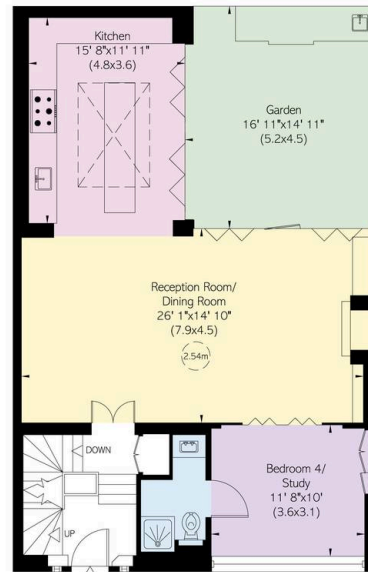 Kitchen
15' 8"x11' 11"
(4.8x3.6)
Garden
16' 11"x14' 11"
(5.2x4.5)
Reception Room/
Dining Room
26' 1"x14' 10"
(7.9x4.5)
2.54m
DOWN
UP
Bedroom 4/
Study
11' 8"x10'
(3.6x3.1)